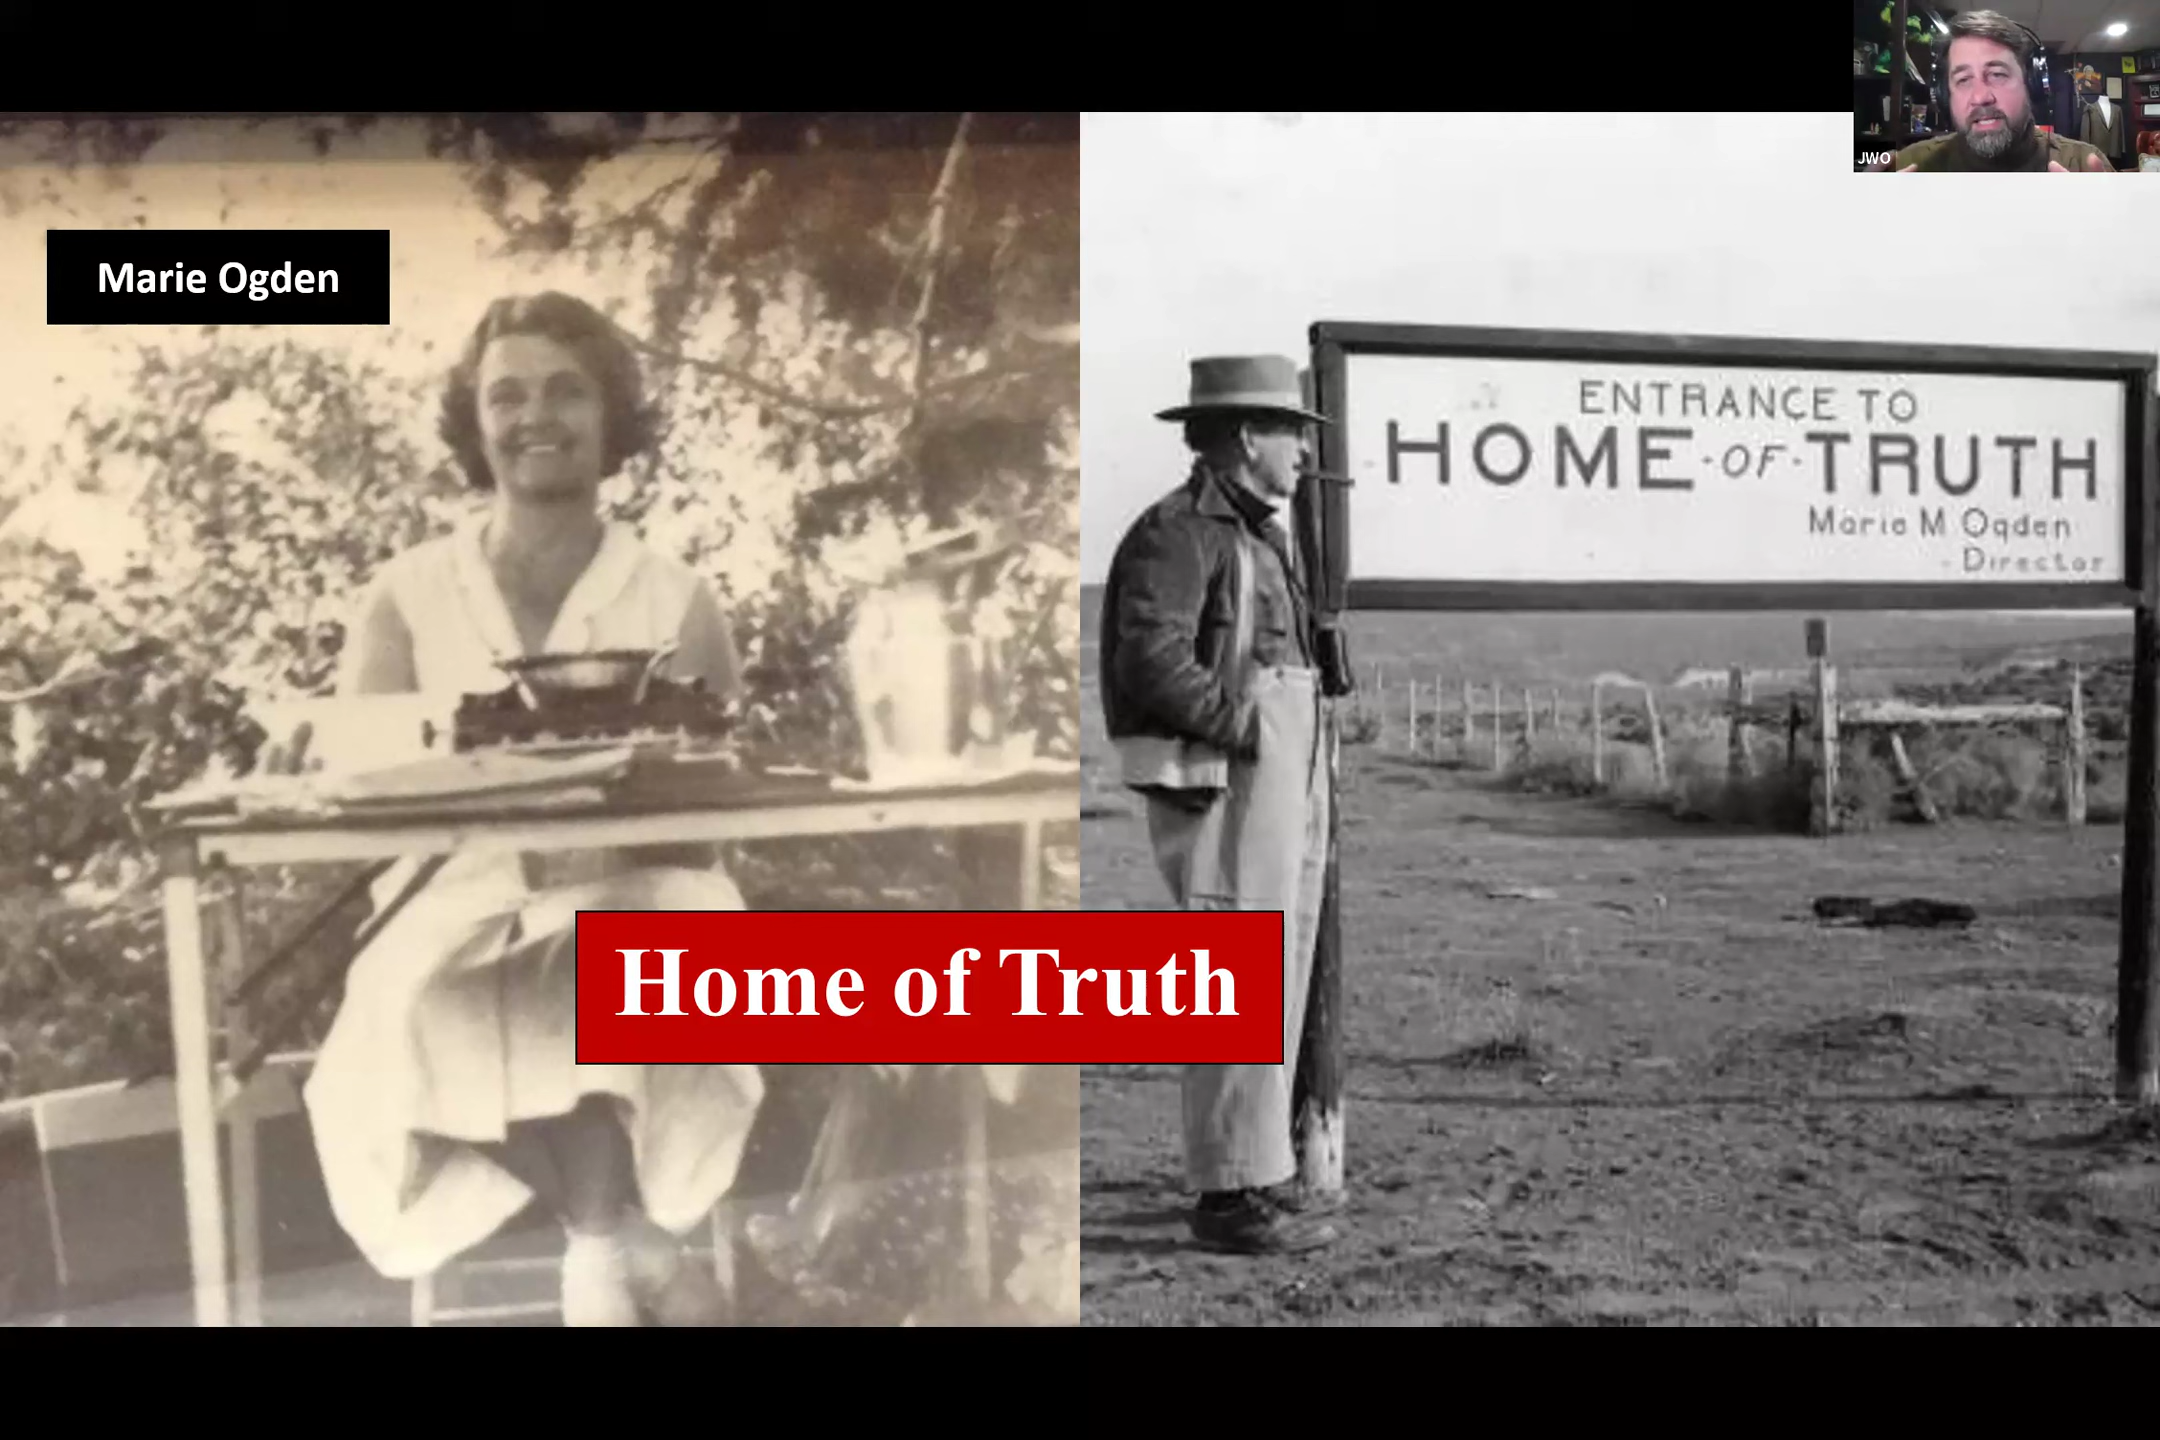 JWO
Marie Ogden
ENTRANCE TO
HOME·OF·TRUTH
Marie M Ogden
- Director
Home of Truth